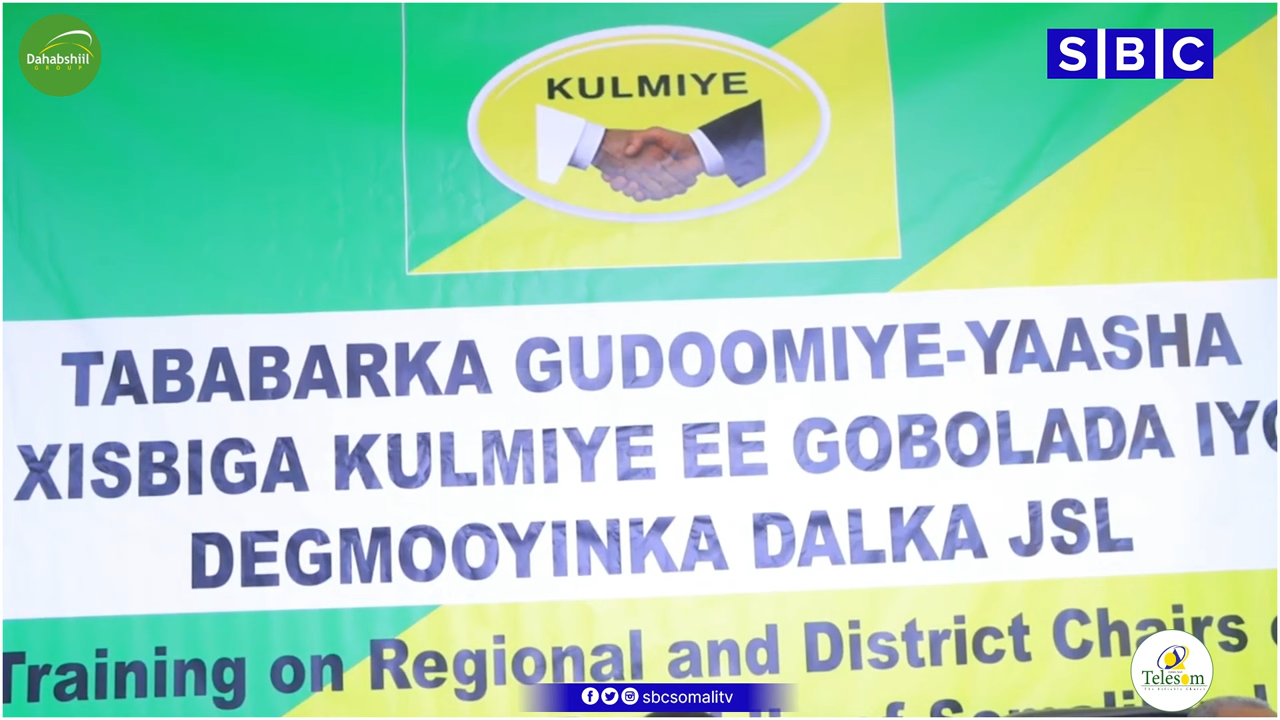 Dahabshiil
GROUP
SBC
KULMIYE
TABABARKA GUDOOMIYE-YAASHA
XISBIGA KULMIYE EE GOBOLADA IYO
DEGMOOYINKA DALKA JSL
Training on Regional and District Chairs
of
sbcsomalitv
Telesom